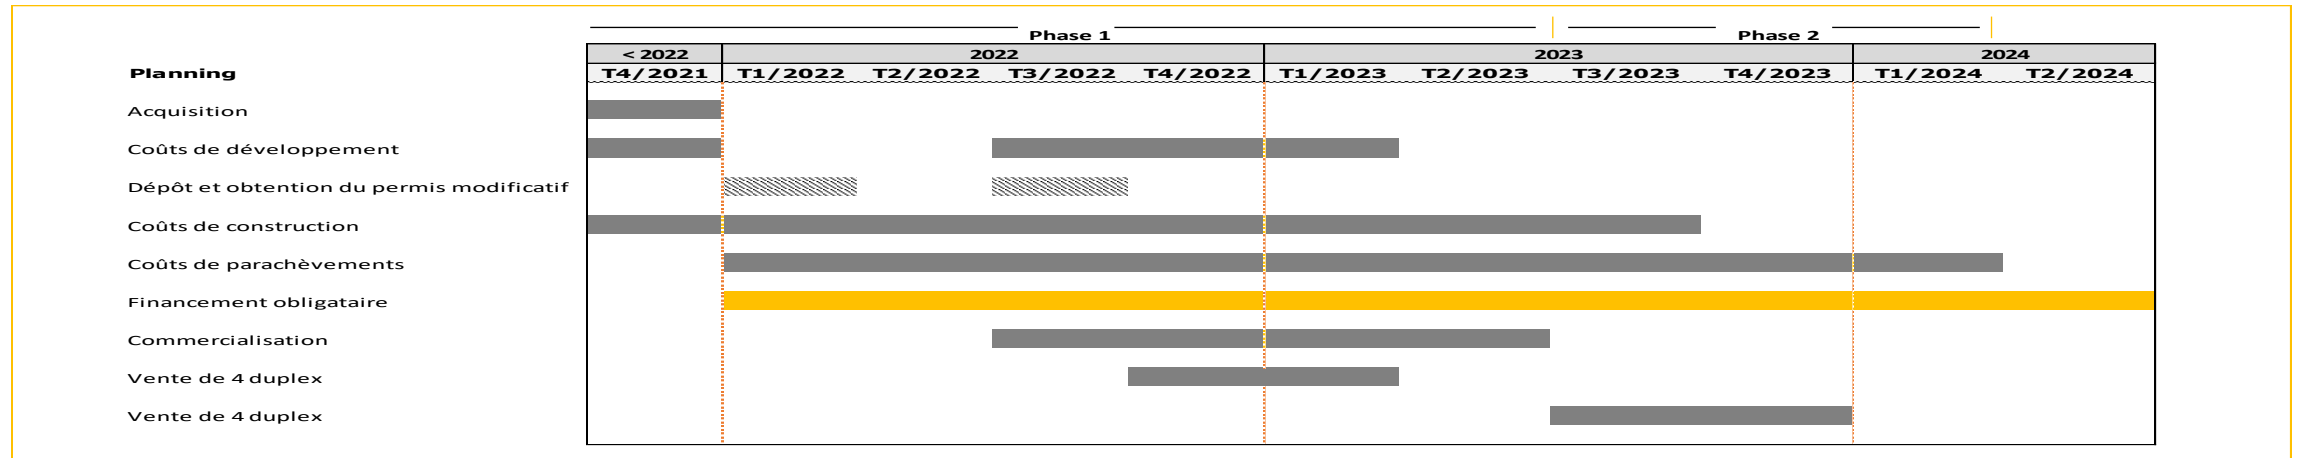 Phase 1 Phase 2
< 2022 2022 2023 2024
Planning T4/2021 T1/2022 T2/2022 T3/2022 T4/2022 T1/2023 T2/2023 T3/2023 T4/2023 T1/2024 T2/2024
Acquisition
Coûts de développement
Dépôt et obtention du permis modificatif
Coûts de construction
Coûts de parachèvements
Financement obligataire
Commercialisation
Vente de 4 duplex
Vente de 4 duplex